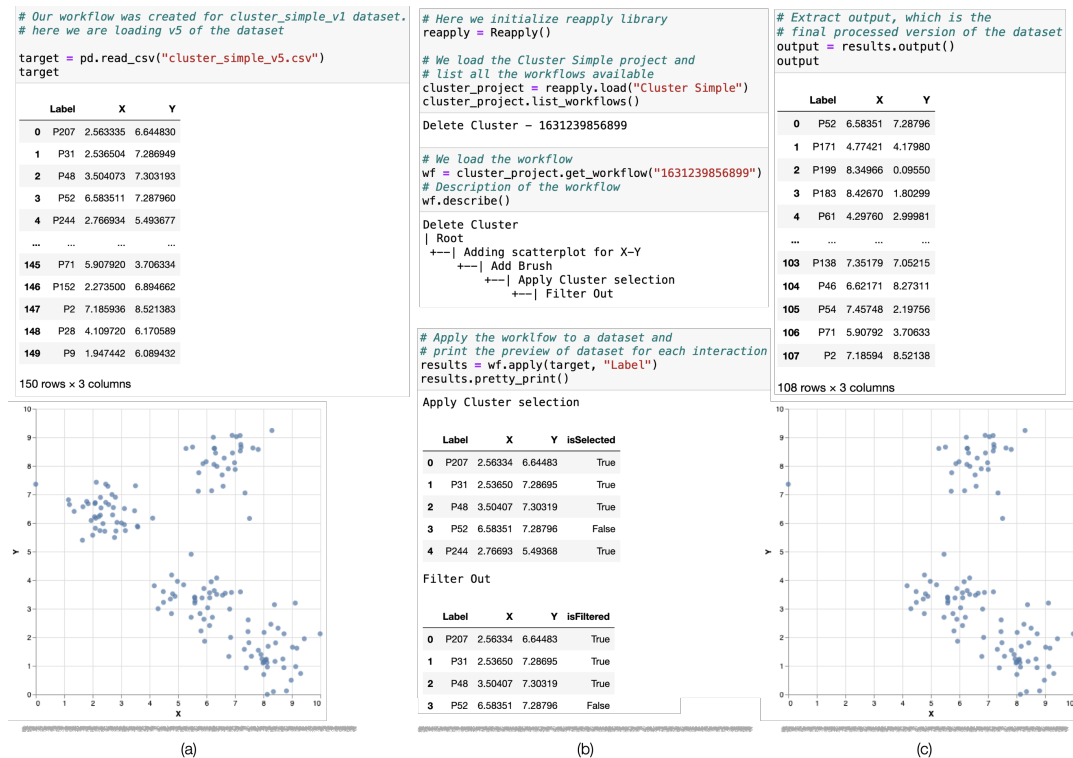 # Our workflow was created for cluster_simple_v1 dataset.
# here we are loading v5 of the dataset
target = pd.read_csv("cluster_simple_v5.csv")
target
Label X Y
0 P207 2.563335 6.644830
1 P31 2.536504 7.286949
2 P48 3.504073 7.303193
3 P52 6.583511 7.287960
4 P244 2.766934 5.493677
... ... ... ...
145 P71 5.907920 3.706334
146 P152 2.273500 6.894662
147 P2 7.185936 8.521383
148 P28 4.109720 6.170589
149 P9 1.947442 6.089432
150 rows × 3 columns
10
9
8
7
6
5
4
3
2
1
0
Y
0 1 2 3 4 5 6 7 8 9 10
X
(a)
# Here we initialize reapply library
reapply = Reapply()
# We load the Cluster Simple project and
# list all the workflows available
cluster_project = reapply.load("Cluster Simple")
cluster_project.list_workflows()
Delete Cluster - 1631239856899
# We load the workflow
wf = cluster_project.get_workflow("1631239856899")
# Description of the workflow
wf.describe()
Delete Cluster
| Root
+--| Adding scatterplot for X-Y
+--| Add Brush
+--| Apply Cluster selection
+--| Filter Out
# Apply the worklfow to a dataset and
# print the preview of dataset for each interaction
results = wf.apply(target, "Label")
results.pretty_print()
Apply Cluster selection
Label X Y isSelected
0 P207 2.56334 6.64483 True
1 P31 2.53650 7.28695 True
2 P48 3.50407 7.30319 True
3 P52 6.58351 7.28796 False
4 P244 2.76693 5.49368 True
Filter Out
Label X Y isFiltered
0 P207 2.56334 6.64483 True
1 P31 2.53650 7.28695 True
2 P48 3.50407 7.30319 True
3 P52 6.58351 7.28796 False
(b)
# Extract output, which is the
# final processed version of the dataset
output = results.output()
output
Label X Y
0 P52 6.58351 7.28796
1 P171 4.77421 4.17980
2 P199 8.34966 0.09550
3 P183 8.42670 1.80299
4 P61 4.29760 2.99981
... ... ... ...
103 P138 7.35179 7.05215
104 P46 6.62171 8.27311
105 P54 7.45748 2.19756
106 P71 5.90792 3.70633
107 P2 7.18594 8.52138
108 rows × 3 columns
10
9
8
7
6
5
4
3
2
1
0
Y
0 1 2 3 4 5 6 7 8 9 10
X
(c)